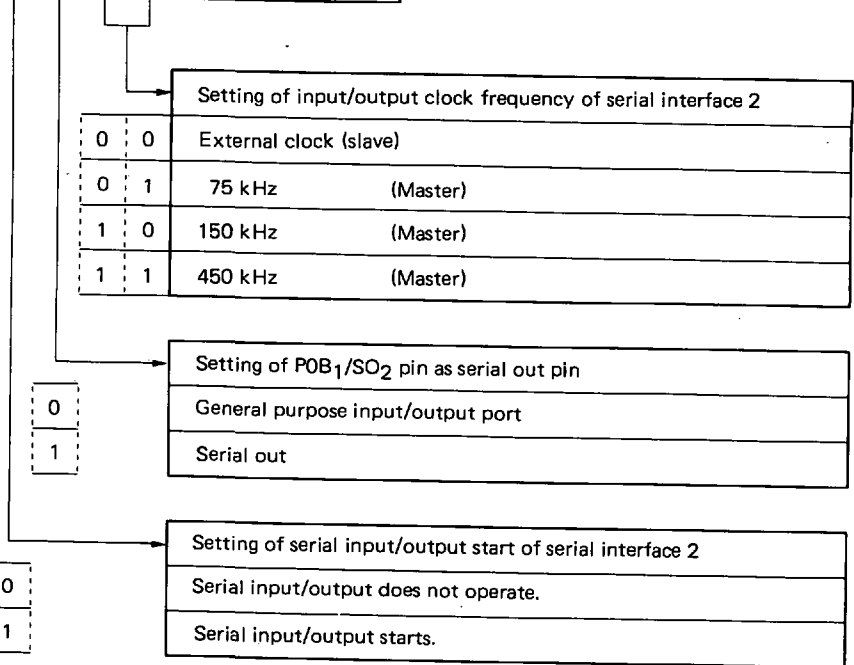 Setting of input/output clock frequency of serial interface 2
0 0 External clock (slave)
0 1 75 kHz (Master)
1 0 150 kHz (Master)
1 1 450 kHz (Master)
Setting of P0B1/SO2 pin as serial out pin
0 General purpose input/output port
1 Serial out
Setting of serial input/output start of serial interface 2
0 Serial input/output does not operate.
1 Serial input/output starts.